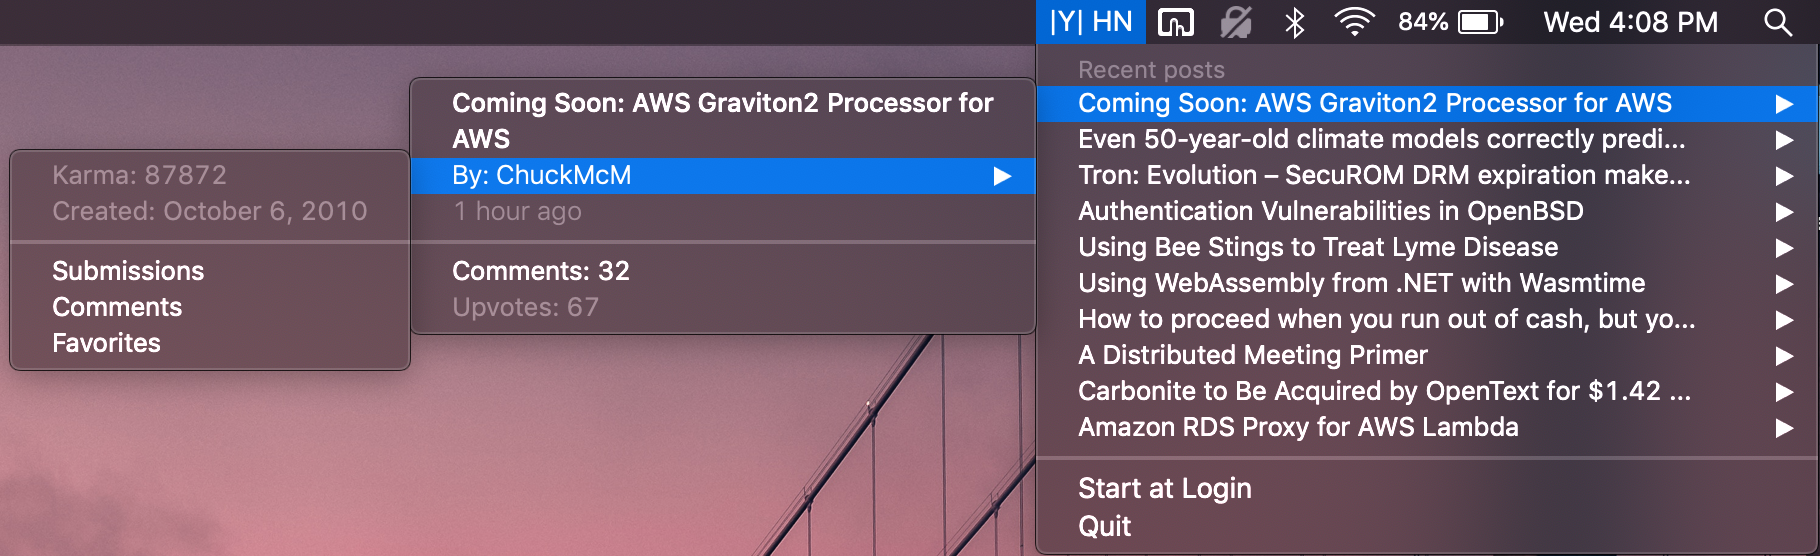 |Y| HN 84% Wed 4:08 PM
Recent posts
Coming Soon: AWS Graviton2 Processor for AWS
Even 50-year-old climate models correctly predi...
Tron: Evolution – SecuROM DRM expiration make...
Authentication Vulnerabilities in OpenBSD
Using Bee Stings to Treat Lyme Disease
Using WebAssembly from .NET with Wasmtime
How to proceed when you run out of cash, but yo...
A Distributed Meeting Primer
Carbonite to Be Acquired by OpenText for $1.42 ...
Amazon RDS Proxy for AWS Lambda
Start at Login
Quit
Coming Soon: AWS Graviton2 Processor for
AWS
By: ChuckMcM
1 hour ago
Comments: 32
Upvotes: 67
Karma: 87872
Created: October 6, 2010
Submissions
Comments
Favorites